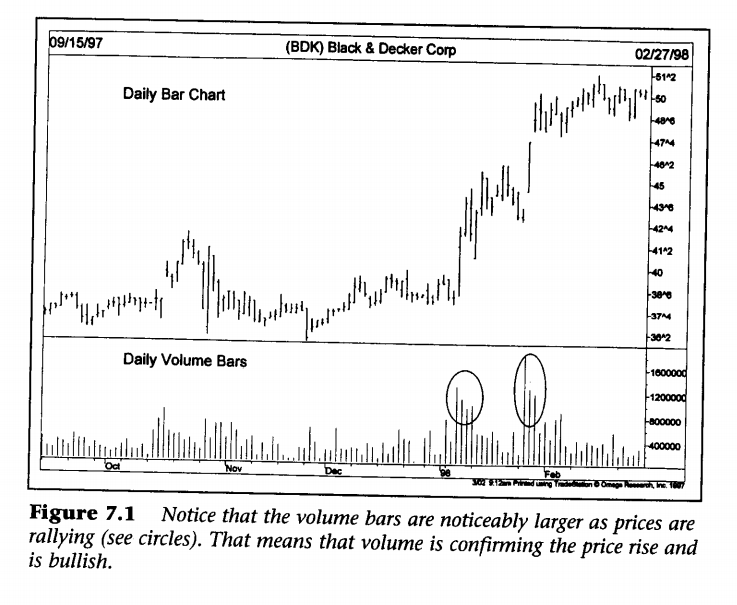 09/15/97 (BDK) Black & Decker Corp 02/27/98
Daily Bar Chart
51^2
50
48^6
47^4
46^2
45
43^6
42^4
41^2
40
38^6
37^4
36^2
Daily Volume Bars
1600000
1200000
800000
400000
Oct Nov Dec 98 Feb
3/02 9:12am Printed using TradeStation © Omega Research, Inc. 1997
Figure 7.1 Notice that the volume bars are noticeably larger as prices are
rallying (see circles). That means that volume is confirming the price rise and
is bullish.